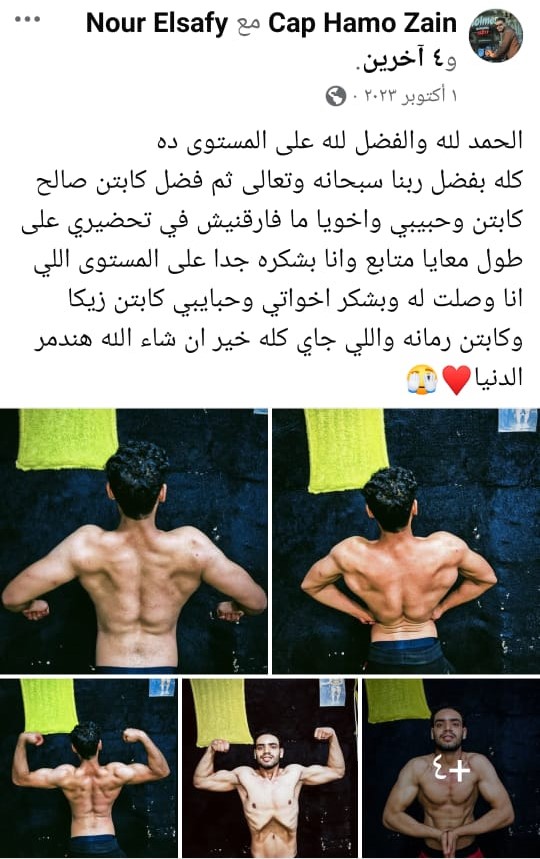 Cap Hamo Zain مع Nour Elsafy
و٤ آخرين.
١ أكتوبر ٢٠٢٣ ·
الحمد لله والفضل لله على المستوى ده
كله بفضل ربنا سبحانه وتعالى ثم فضل كابتن صالح
كابتن وحبيبي واخويا ما فارقنيش في تحضيري على
طول معايا متابع وانا بشكره جدا على المستوى اللي
انا وصلت له وبشكر اخواتي وحبايبي كابتن زيكا
وكابتن رمانه واللي جاي كله خير ان شاء الله هندمر
الدنيا❤️🫣
+٤